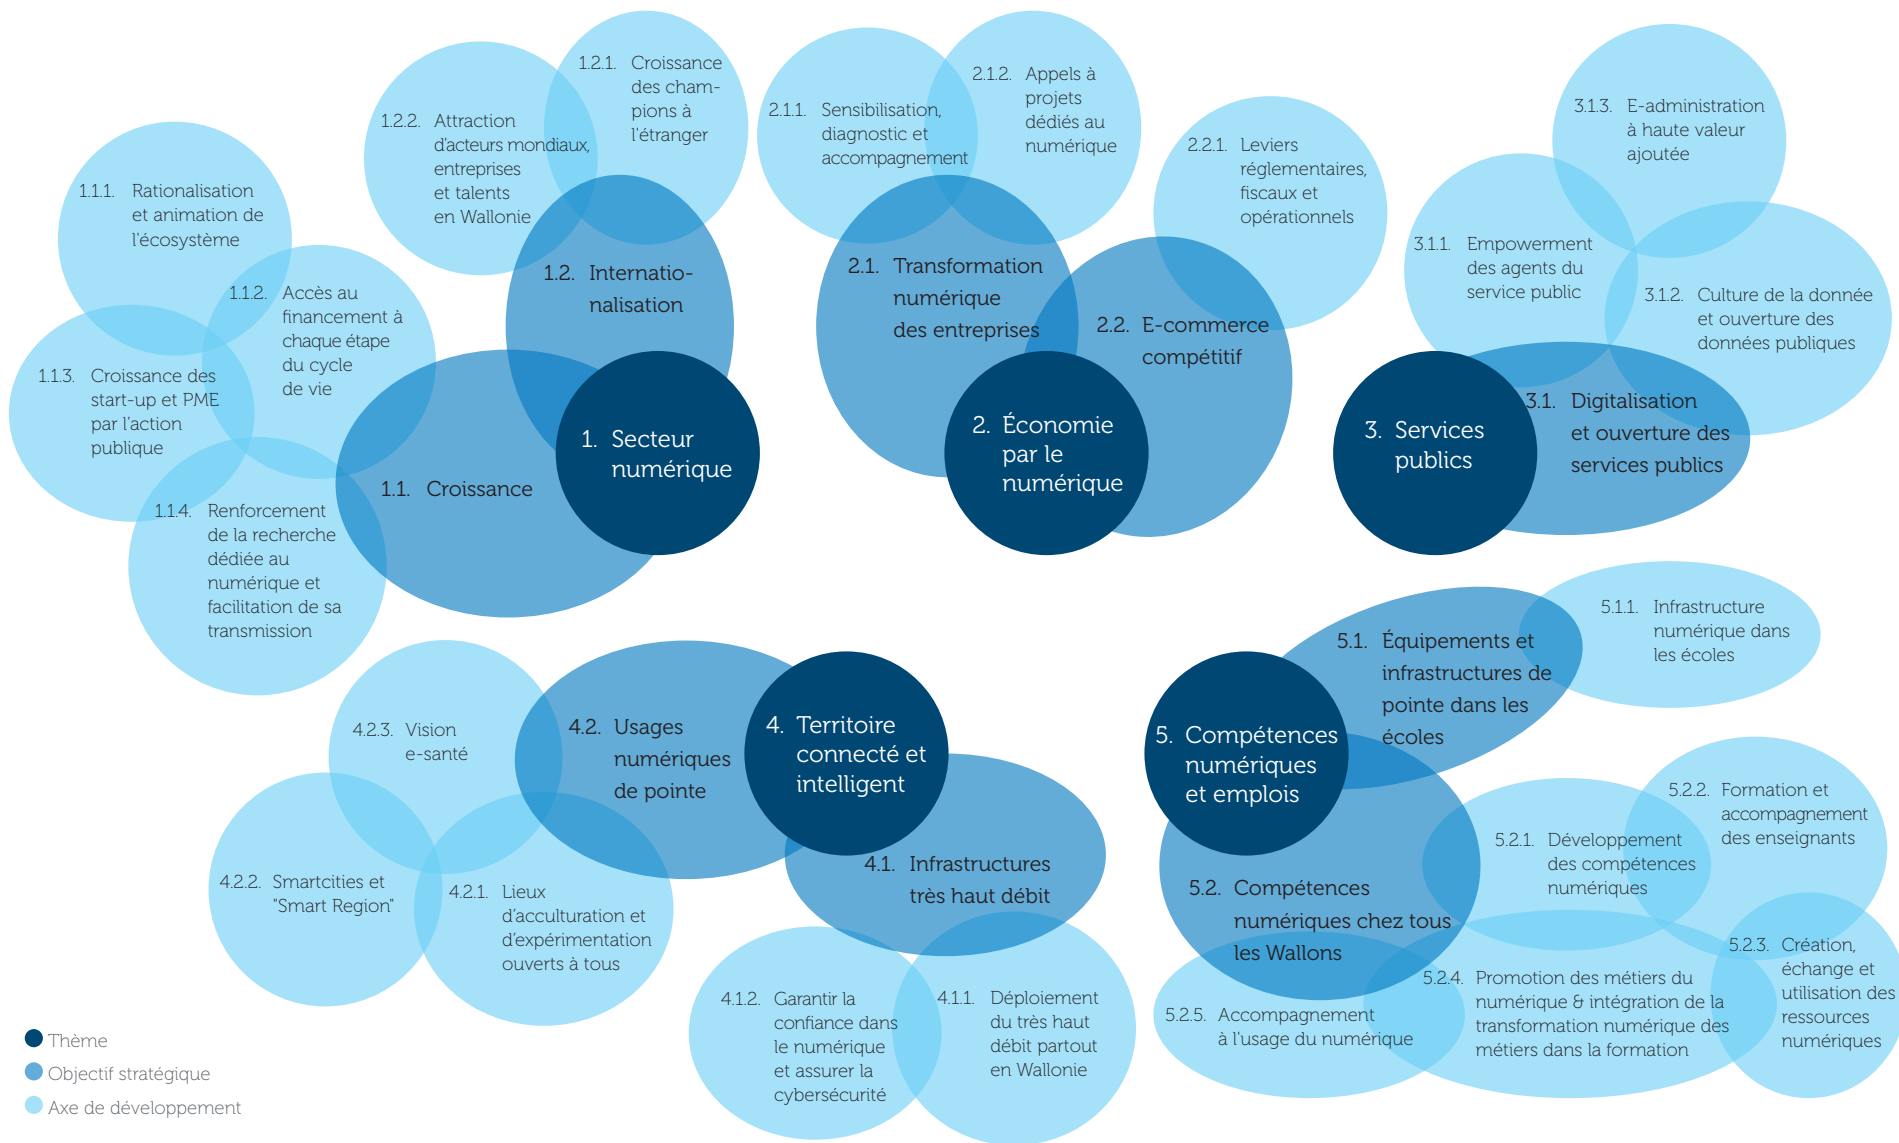 1. Secteur
numérique
1.1. Croissance
1.1.1. Rationalisation
et animation de
l'écosystème
1.1.2. Accès au
financement à
chaque étape
du cycle
de vie
1.1.3. Croissance des
start-up et PME
par l'action
publique
1.1.4. Renforcement
de la recherche
dédiée au
numérique et
facilitation de sa
transmission
1.2. Internatio-
nalisation
1.2.1. Croissance
des cham-
pions à
l'étranger
1.2.2. Attraction
d'acteurs mondiaux,
entreprises
et talents
en Wallonie
2. Économie
par le
numérique
2.1. Transformation
numérique
des entreprises
2.1.1. Sensibilisation,
diagnostic et
accompagnement
2.1.2. Appels à
projets
dédiés au
numérique
2.2. E-commerce
compétitif
2.2.1. Leviers
réglementaires,
fiscaux et
opérationnels
3. Services
publics
3.1. Digitalisation
et ouverture des
services publics
3.1.1. Empowerment
des agents du
service public
3.1.2. Culture de la donnée
et ouverture des
données publiques
3.1.3. E-administration
à haute valeur
ajoutée
4. Territoire
connecté et
intelligent
4.1. Infrastructures
très haut débit
4.1.1. Déploiement
du très haut
débit partout
en Wallonie
4.1.2. Garantir la
confiance dans
le numérique
et assurer la
cybersécurité
4.2. Usages
numériques
de pointe
4.2.1. Lieux
d'acculturation et
d'expérimentation
ouverts à tous
4.2.2. Smartcities et
"Smart Region"
4.2.3. Vision
e-santé
5. Compétences
numériques
et emplois
5.1. Équipements et
infrastructures de
pointe dans les
écoles
5.1.1. Infrastructure
numérique dans
les écoles
5.2. Compétences
numériques chez tous
les Wallons
5.2.1. Développement
des compétences
numériques
5.2.2. Formation et
accompagnement
des enseignants
5.2.3. Création,
échange et
utilisation des
ressources
numériques
5.2.4. Promotion des métiers du
numérique & intégration de la
transformation numérique des
métiers dans la formation
5.2.5. Accompagnement
à l'usage du numérique
Thème
Objectif stratégique
Axe de développement